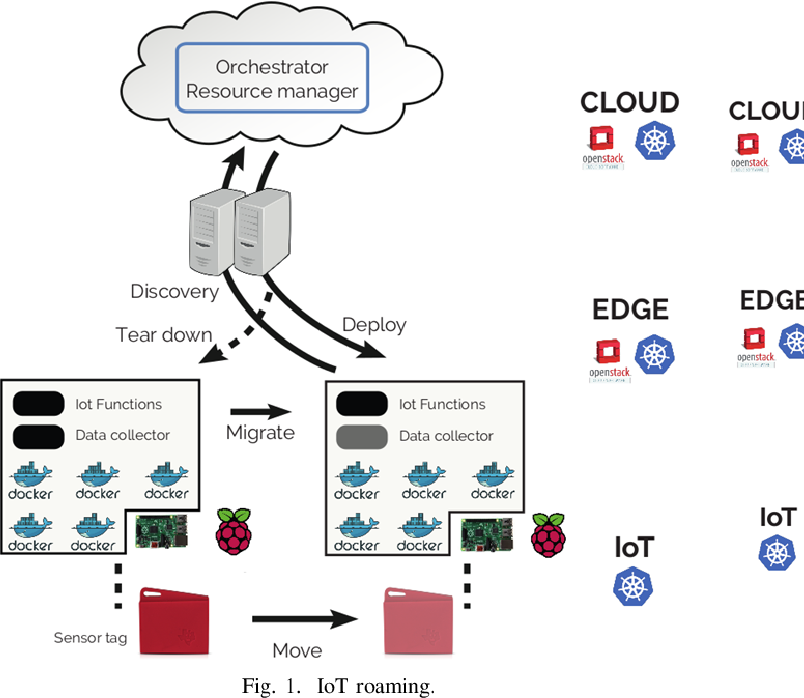 Orchestrator
Resource manager
CLOUD
openstack
CLOU
openstack
Discovery
Tear down
Deploy
EDGE
openstack
EDGE
openstack
Iot Functions
Data collector
docker docker docker
docker docker
Migrate
Iot Functions
Data collector
docker docker docker
docker docker
IoT
IoT
Sensor tag
Move
Fig. 1. IoT roaming.